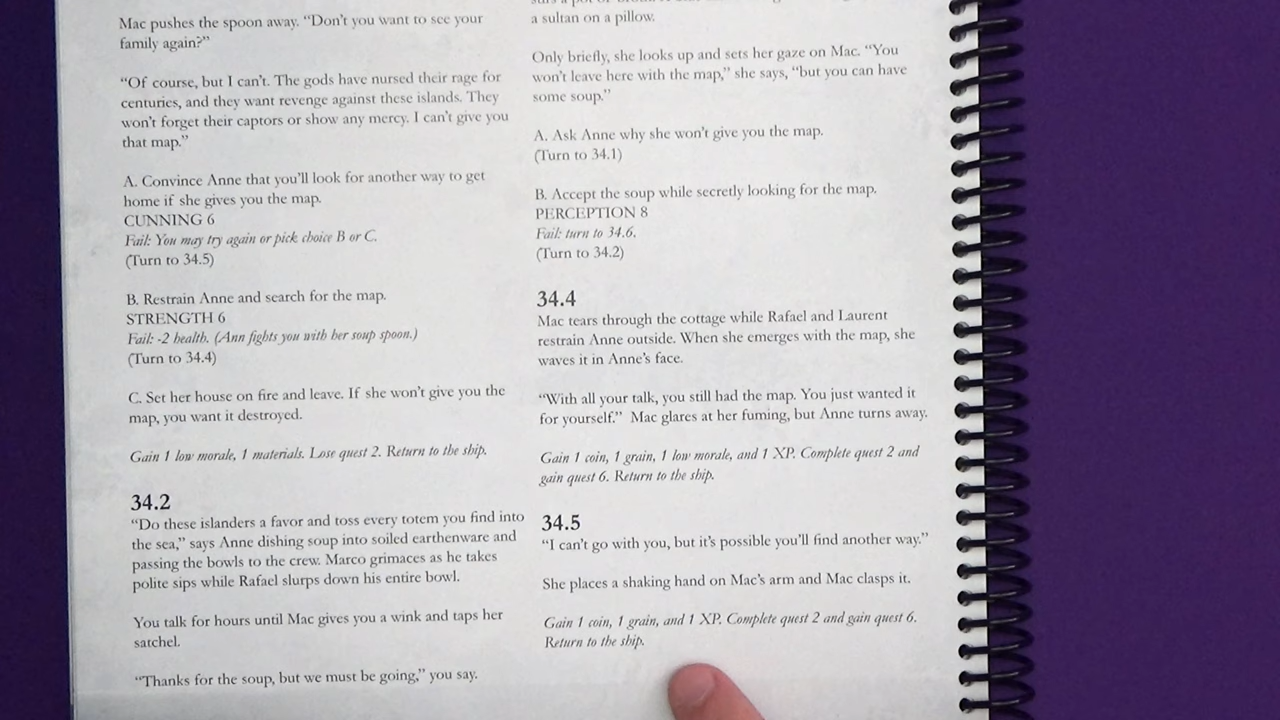 Mac pushes the spoon away. “Don’t you want to see your
family again?”
“Of course, but I can’t. The gods have nursed their rage for
centuries, and they want revenge against these islands. They
won’t forget their captors or show any mercy. I can’t give you
that map.”
A. Convince Anne that you’ll look for another way to get
home if she gives you the map.
CUNNING 6
Fail: You may try again or pick choice B or C.
(Turn to 34.5)
B. Restrain Anne and search for the map.
STRENGTH 6
Fail: -2 health. (Ann fights you with her soup spoon.)
(Turn to 34.4)
C. Set her house on fire and leave. If she won’t give you the
map, you want it destroyed.
Gain 1 low morale, 1 materials. Lose quest 2. Return to the ship.
34.2
“Do these islanders a favor and toss every totem you find into
the sea,” says Anne dishing soup into soiled earthenware and
passing the bowls to the crew. Marco grimaces as he takes
polite sips while Rafael slurps down his entire bowl.
You talk for hours until Mac gives you a wink and taps her
satchel.
“Thanks for the soup, but we must be going,” you say.
a sultan on a pillow.
Only briefly, she looks up and sets her gaze on Mac. “You
won’t leave here with the map,” she says, “but you can have
some soup.”
A. Ask Anne why she won’t give you the map.
(Turn to 34.1)
B. Accept the soup while secretly looking for the map.
PERCEPTION 8
Fail: turn to 34.6.
(Turn to 34.2)
34.4
Mac tears through the cottage while Rafael and Laurent
restrain Anne outside. When she emerges with the map, she
waves it in Anne’s face.
“With all your talk, you still had the map. You just wanted it
for yourself.” Mac glares at her fuming, but Anne turns away.
Gain 1 coin, 1 grain, 1 low morale, and 1 XP. Complete quest 2 and
gain quest 6. Return to the ship.
34.5
“I can’t go with you, but it’s possible you’ll find another way.”
She places a shaking hand on Mac’s arm and Mac clasps it.
Gain 1 coin, 1 grain, and 1 XP. Complete quest 2 and gain quest 6.
Return to the ship.